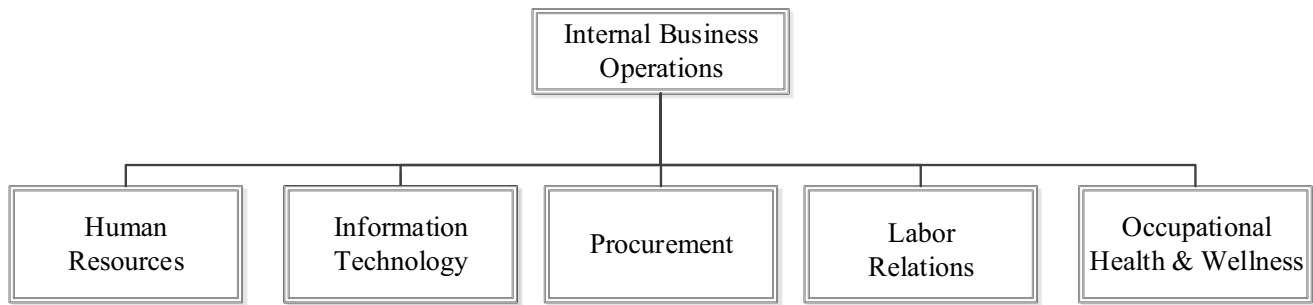 Internal Business
Operations
Human
Resources
Information
Technology
Procurement
Labor
Relations
Occupational
Health & Wellness